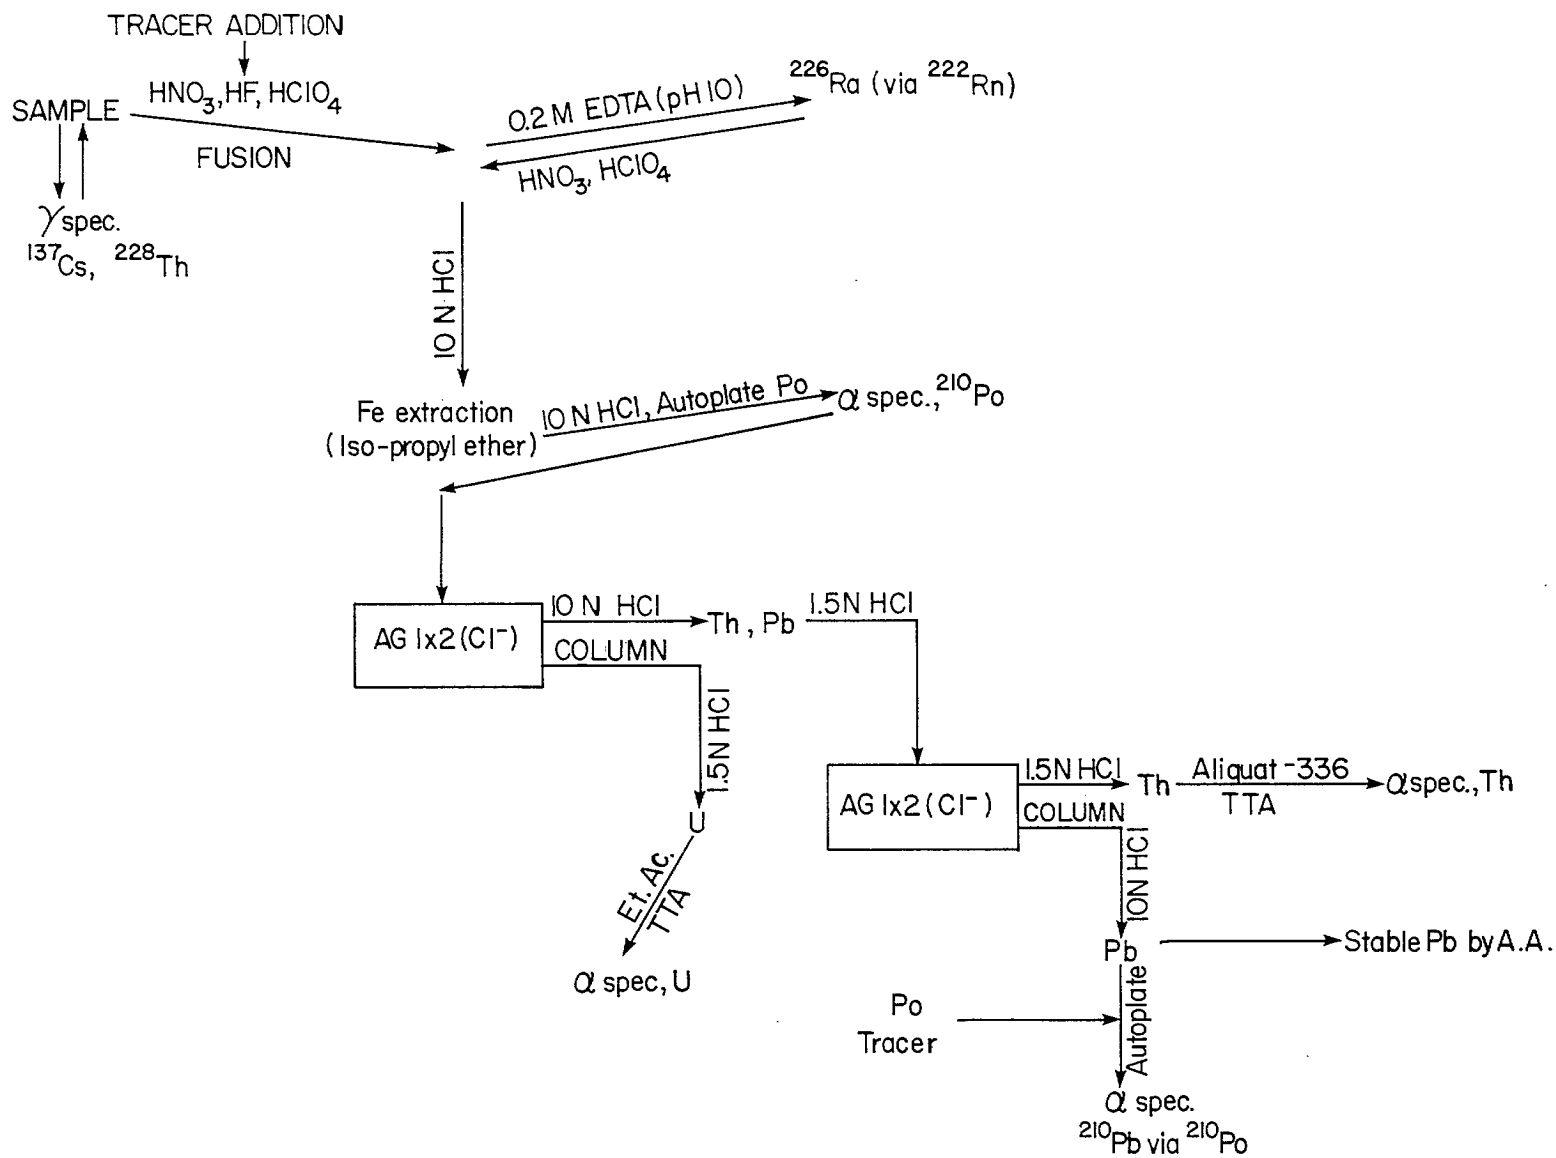 TRACER ADDITION
HNO₃, HF, HClO₄
SAMPLE
FUSION
0.2 M EDTA (pH 10)
²²⁶Ra (via ²²²Rn)
HNO₃, HClO₄
γ spec.
¹³⁷Cs, ²²⁸Th
10 N HCl
Fe extraction
(Iso-propyl ether)
10 N HCl, Autoplate Po
α spec., ²¹⁰Po
AG 1x2 (Cl⁻)
10 N HCl
COLUMN
Th, Pb
1.5N HCl
1.5N HCl
U
Et. Ac.
TTA
α spec, U
AG 1x2 (Cl⁻)
1.5N HCl
COLUMN
Th
Aliquat-336
TTA
α spec., Th
10N HCl
Pb
Stable Pb by A.A.
Po
Tracer
Autoplate
α spec.
²¹⁰Pb via ²¹⁰Po